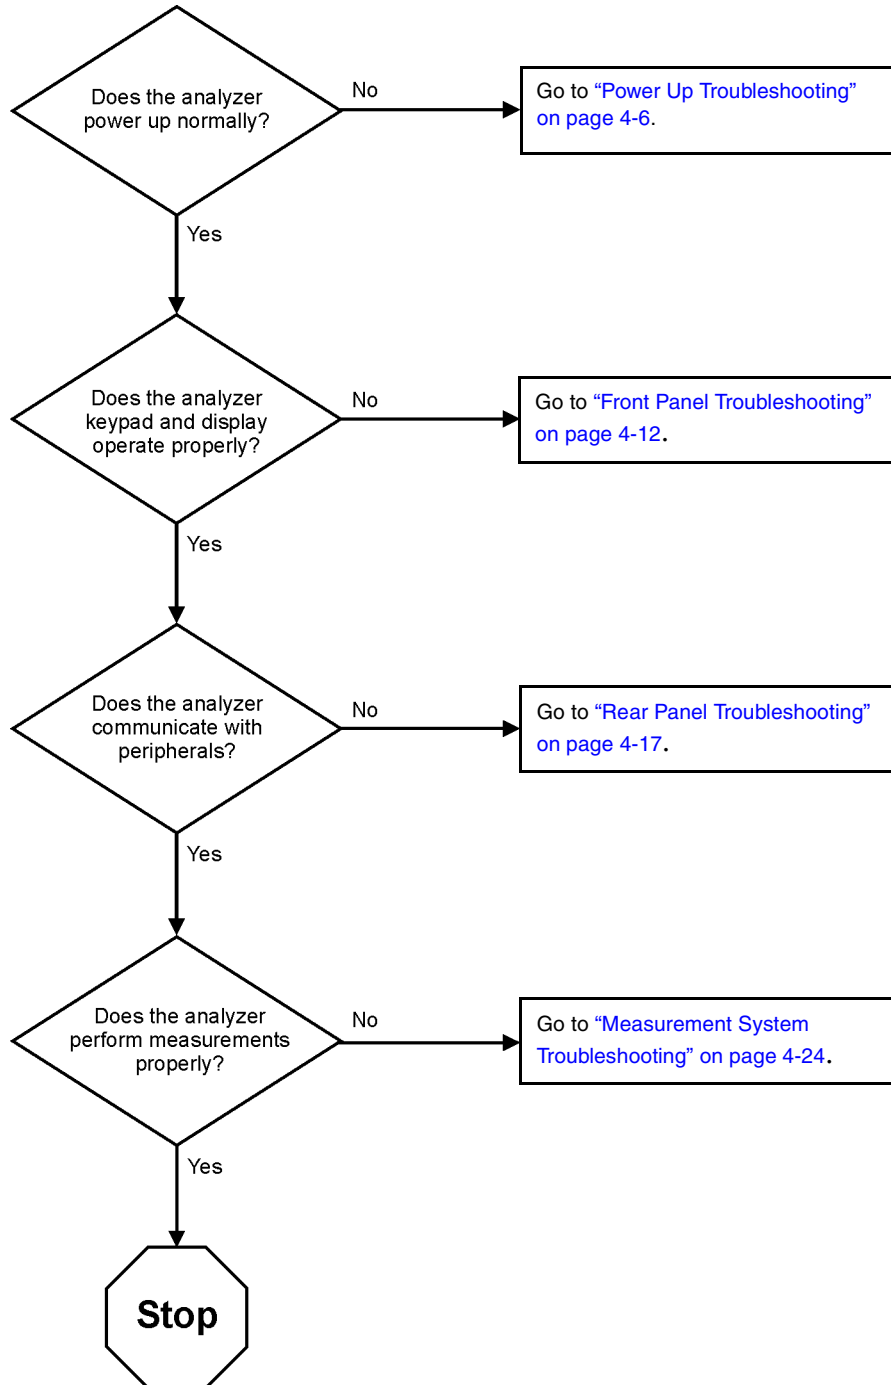 Does the analyzer
power up normally?
No
Go to “Power Up Troubleshooting”
on page 4-6.
Yes
Does the analyzer
keypad and display
operate properly?
No
Go to “Front Panel Troubleshooting”
on page 4-12.
Yes
Does the analyzer
communicate with
peripherals?
No
Go to “Rear Panel Troubleshooting”
on page 4-17.
Yes
Does the analyzer
perform measurements
properly?
No
Go to “Measurement System
Troubleshooting” on page 4-24.
Yes
Stop